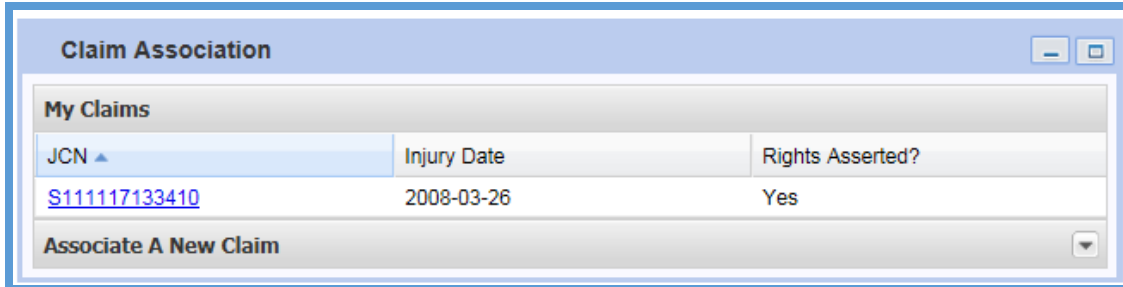 Claim Association
My Claims
JCN Injury Date Rights Asserted?
S111117133410 2008-03-26 Yes
Associate A New Claim